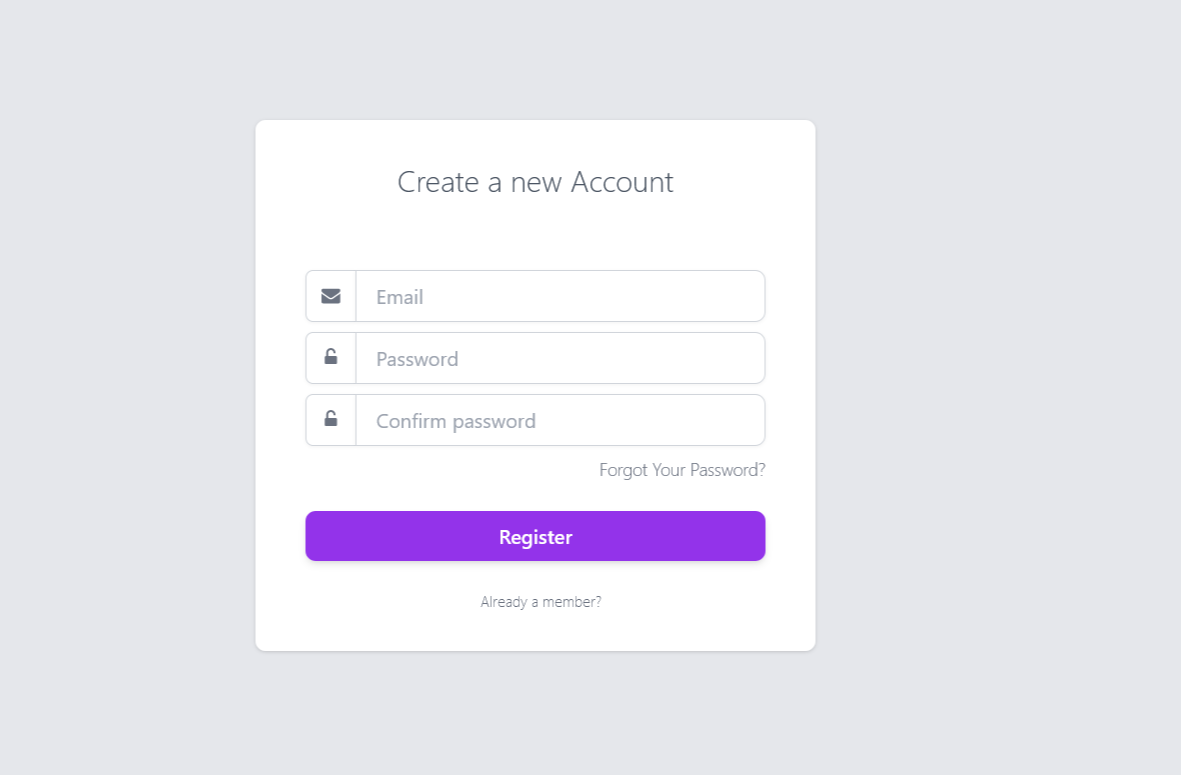 Create a new Account
Email
Password
Confirm password
Forgot Your Password?
Register
Already a member?